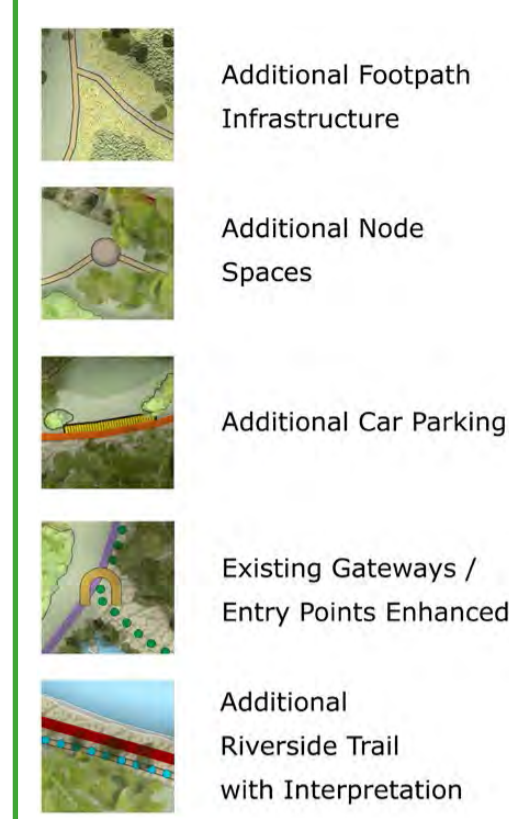 Additional Footpath
Infrastructure
Additional Node
Spaces
Additional Car Parking
Existing Gateways /
Entry Points Enhanced
Additional
Riverside Trail
with Interpretation